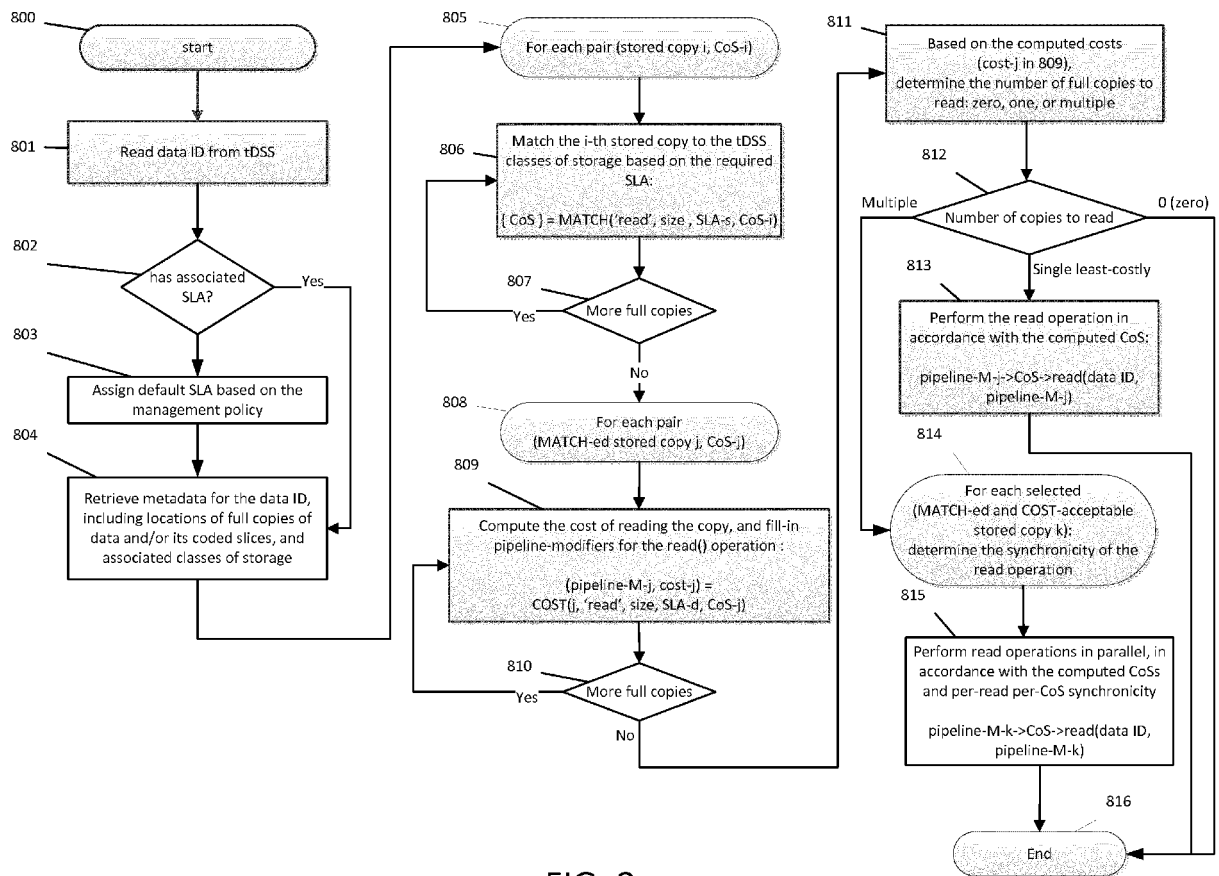 800
start
801
Read data ID from tDSS
802
has associated
SLA?
Yes
803
Assign default SLA based on the
management policy
804
Retrieve metadata for the data ID,
including locations of full copies of
data and/or its coded slices, and
associated classes of storage
805
For each pair (stored copy i, CoS-i)
806
Match the i-th stored copy to the tDSS
classes of storage based on the required
SLA:
{ CoS } = MATCH('read', size , SLA-s, CoS-i)
807
More full copies
Yes
No
808
For each pair
(MATCH-ed stored copy j, CoS-j)
809
Compute the cost of reading the copy, and fill-in
pipeline-modifiers for the read() operation :
(pipeline-M-j, cost-j) =
COST(j, 'read', size, SLA-d, CoS-j)
810
More full copies
Yes
No
811
Based on the computed costs
(cost-j in 809),
determine the number of full copies to
read: zero, one, or multiple
812
Multiple
0 (zero)
Number of copies to read
813
Single least-costly
Perform the read operation in
accordance with the computed CoS:
pipeline-M-j->CoS->read(data ID,
pipeline-M-j)
814
For each selected
(MATCH-ed and COST-acceptable
stored copy k):
determine the synchronicity of the
read operation
815
Perform read operations in parallel, in
accordance with the computed CoSs
and per-read per-CoS synchronicity
pipeline-M-k->CoS->read(data ID,
pipeline-M-k)
816
End